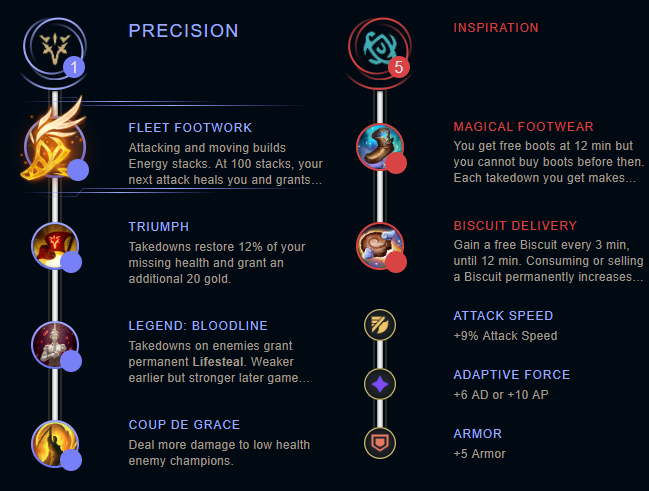 PRECISION
1
FLEET FOOTWORK
Attacking and moving builds
Energy stacks. At 100 stacks, your
next attack heals you and grants...
TRIUMPH
Takedowns restore 12% of your
missing health and grant an
additional 20 gold.
LEGEND: BLOODLINE
Takedowns on enemies grant
permanent Lifesteal. Weaker
earlier but stronger later game...
COUP DE GRACE
Deal more damage to low health
enemy champions.
INSPIRATION
5
MAGICAL FOOTWEAR
You get free boots at 12 min but
you cannot buy boots before then.
Each takedown you get makes...
BISCUIT DELIVERY
Gain a free Biscuit every 3 min,
until 12 min. Consuming or selling
a Biscuit permanently increases...
ATTACK SPEED
+9% Attack Speed
ADAPTIVE FORCE
+6 AD or +10 AP
ARMOR
+5 Armor